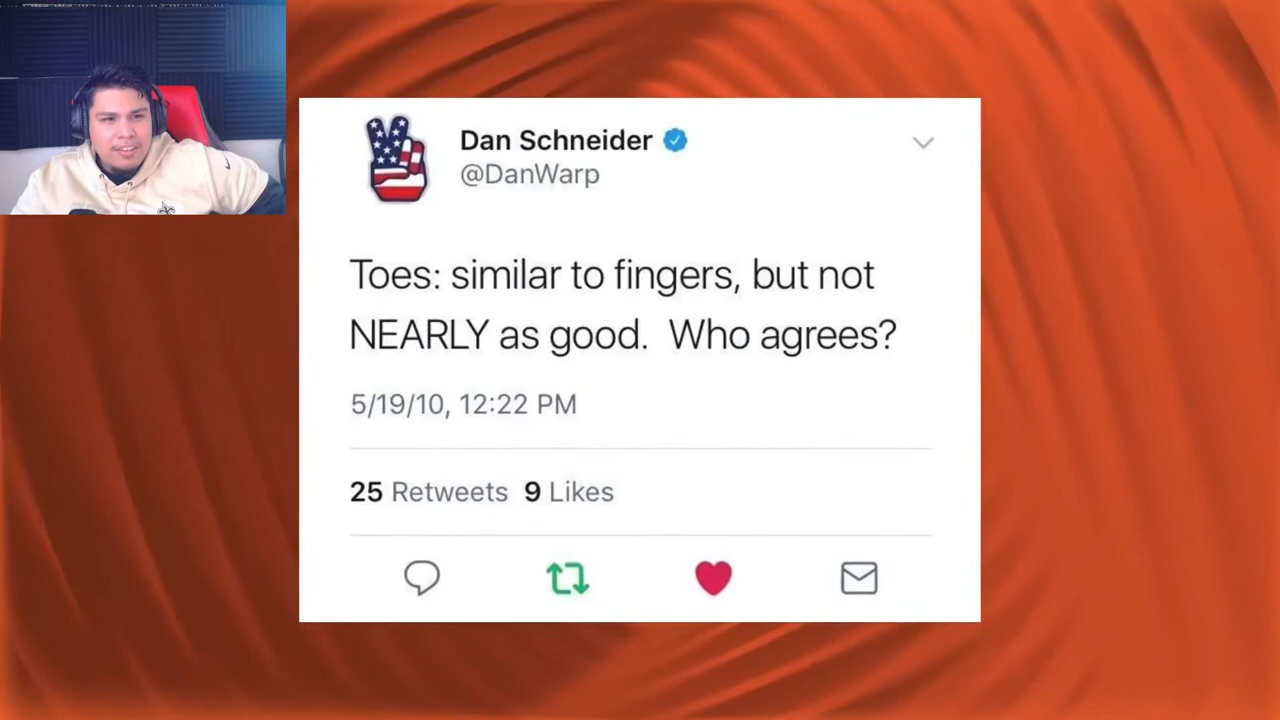 Dan Schneider
@DanWarp
Toes: similar to fingers, but not
NEARLY as good.  Who agrees?
5/19/10, 12:22 PM
25 Retweets 9 Likes